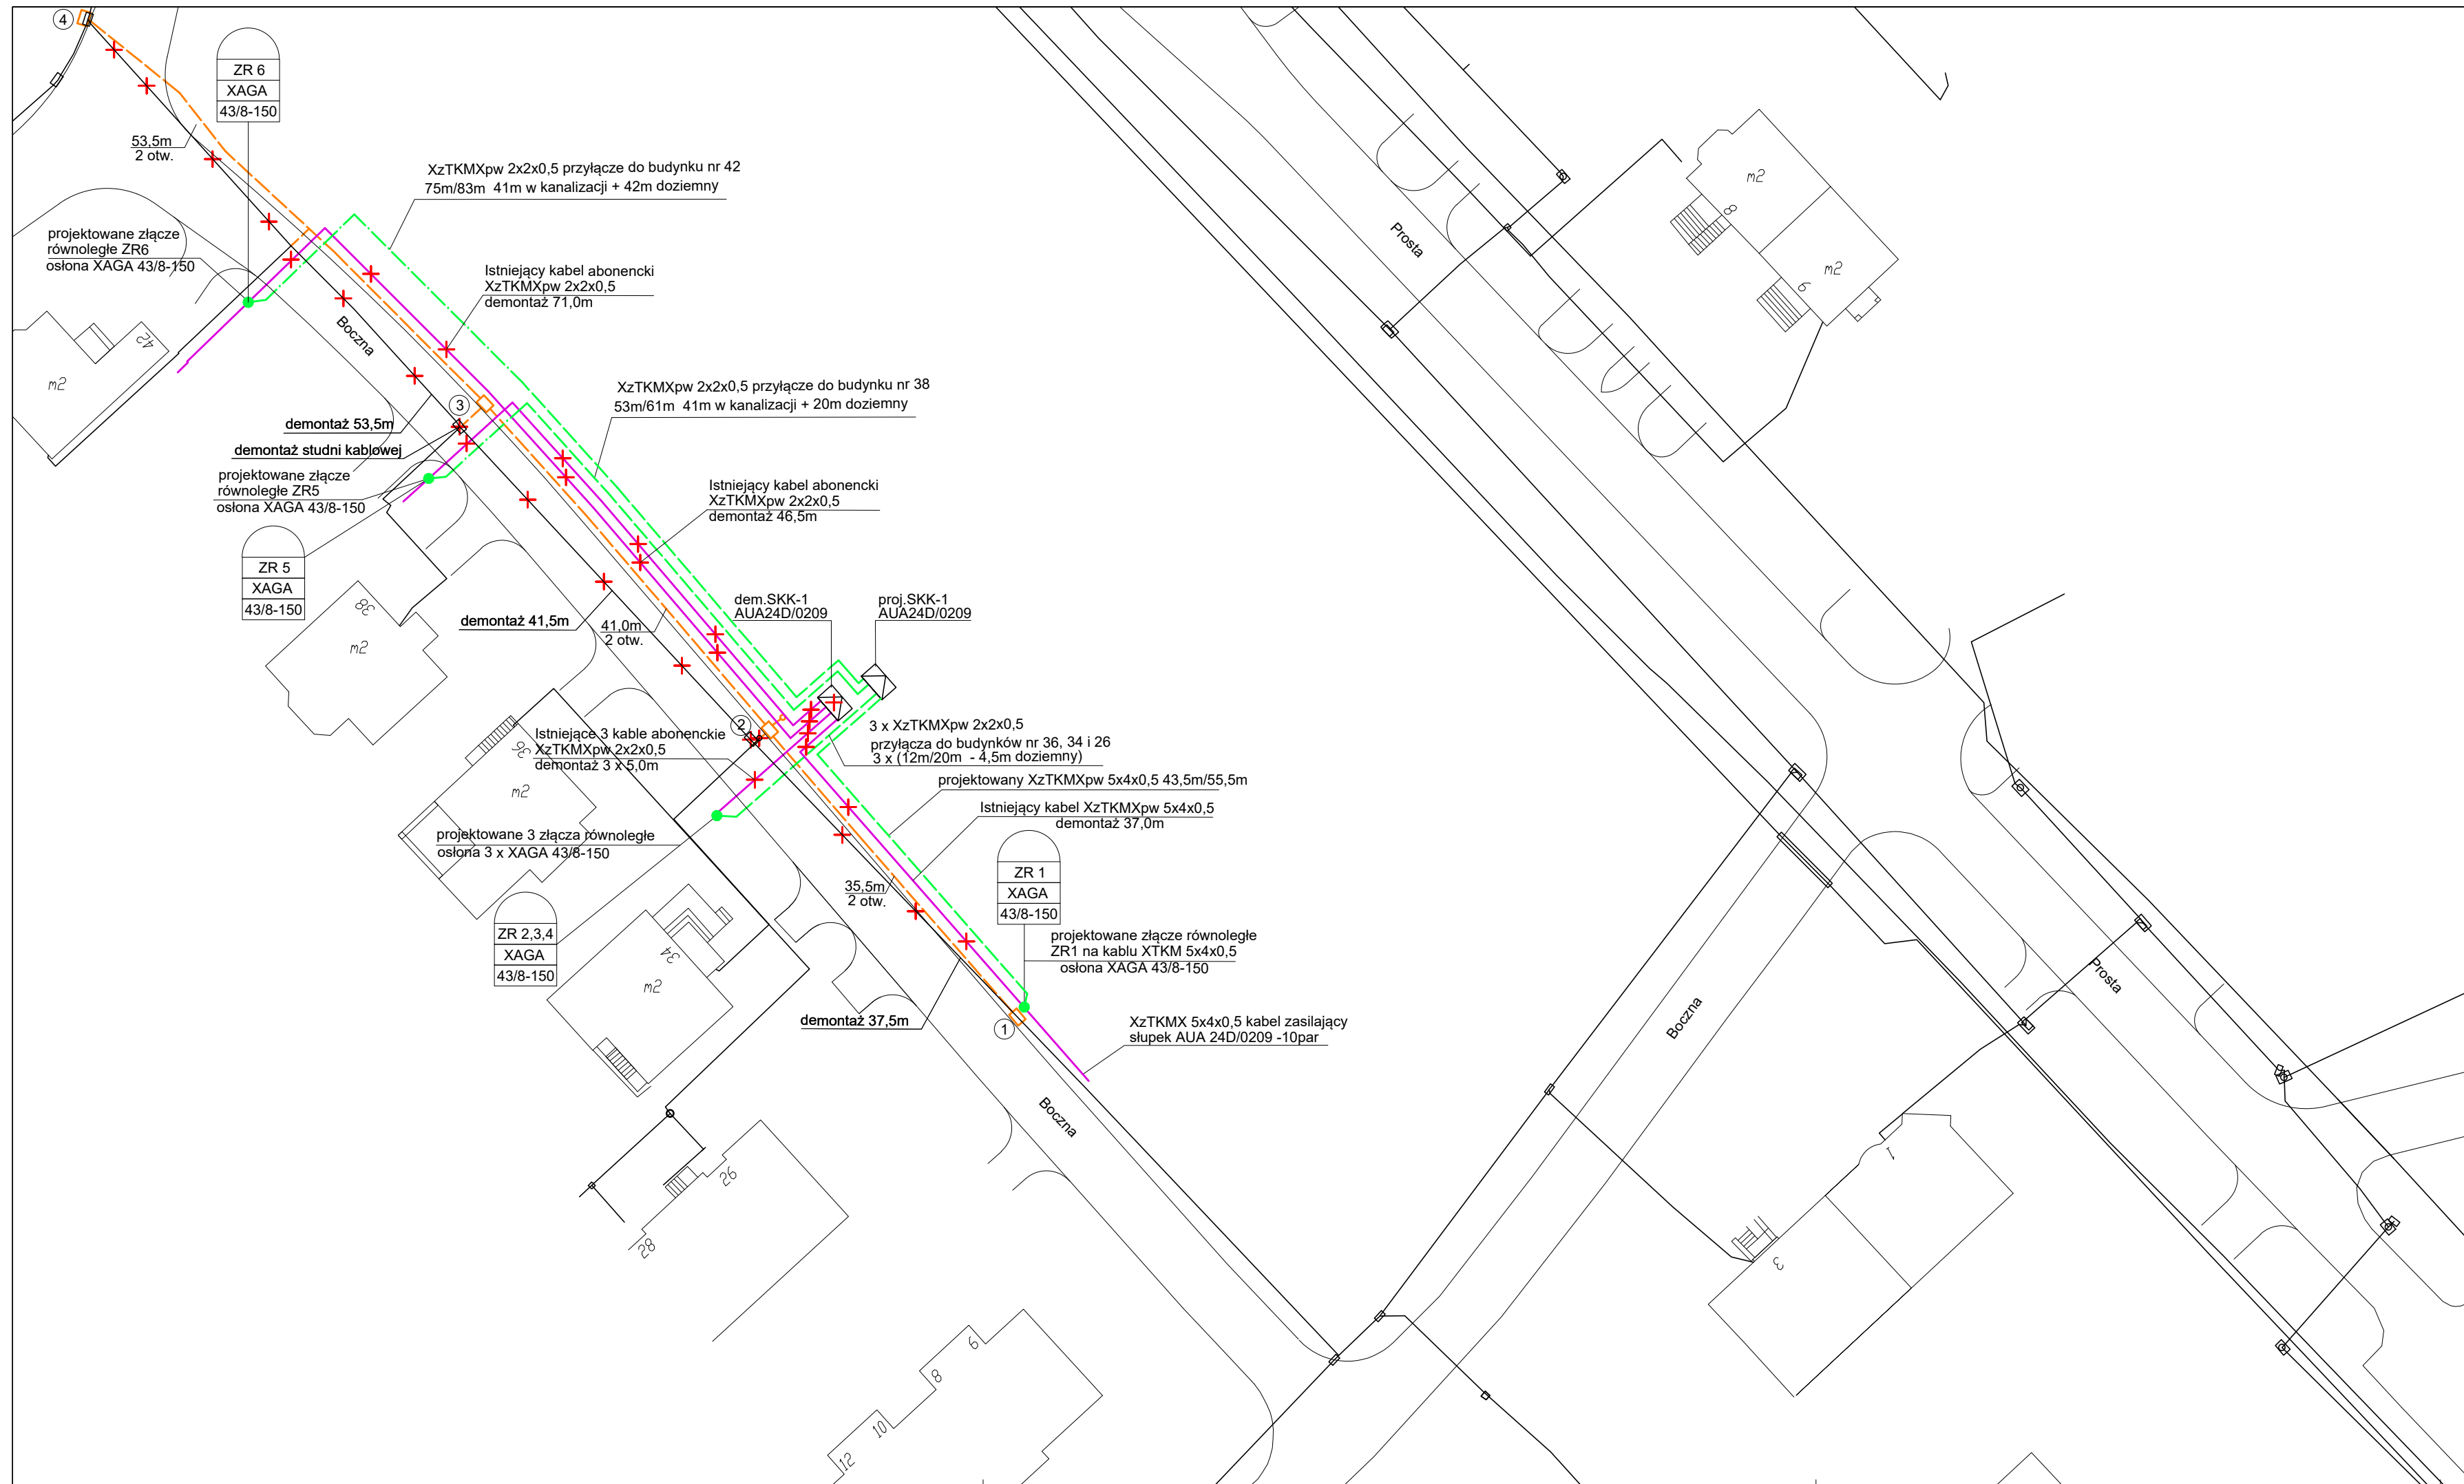 4
ZR 6
XAGA
43/8-150
53,5m
2 otw.
XzTKMXpw 2x2x0,5 przyłącze do budynku nr 42
75m/83m 41m w kanalizacji + 42m doziemny
projektowane złącze
równoległe ZR6
osłona XAGA 43/8-150
Istniejący kabel abonencki
XzTKMXpw 2x2x0,5
demontaż 71,0m
Boczna
42
m2
XzTKMXpw 2x2x0,5 przyłącze do budynku nr 38
53m/61m 41m w kanalizacji + 20m doziemny
3
demontaż 53,5m
demontaż studni kablowej
projektowane złącze
równoległe ZR5
osłona XAGA 43/8-150
Istniejący kabel abonencki
XzTKMXpw 2x2x0,5
demontaż 46,5m
ZR 5
XAGA
43/8-150
38
m2
demontaż 41,5m
41,0m
2 otw.
dem.SKK-1
AUA24D/0209
proj.SKK-1
AUA24D/0209
2
Istniejące 3 kable abonenckie
XzTKMXpw 2x2x0,5
demontaż 3 x 5,0m
36
m2
3 x XzTKMXpw 2x2x0,5
przyłącza do budynków nr 36, 34 i 26
3 x (12m/20m - 4,5m doziemny)
projektowany XzTKMXpw 5x4x0,5 43,5m/55,5m
Istniejący kabel XzTKMXpw 5x4x0,5
demontaż 37,0m
projektowane 3 złącza równoległe
osłona 3 x XAGA 43/8-150
35,5m
2 otw.
ZR 1
XAGA
43/8-150
ZR 2,3,4
XAGA
43/8-150
projektowane złącze równoległe
ZR1 na kablu XTKM 5x4x0,5
osłona XAGA 43/8-150
34
m2
demontaż 37,5m
1
XzTKMX 5x4x0,5 kabel zasilający
słupek AUA 24D/0209 -10par
Boczna
26
28
6
8
10
12
Prosta
m2
8
m2
6
Boczna
Prosta
1
3